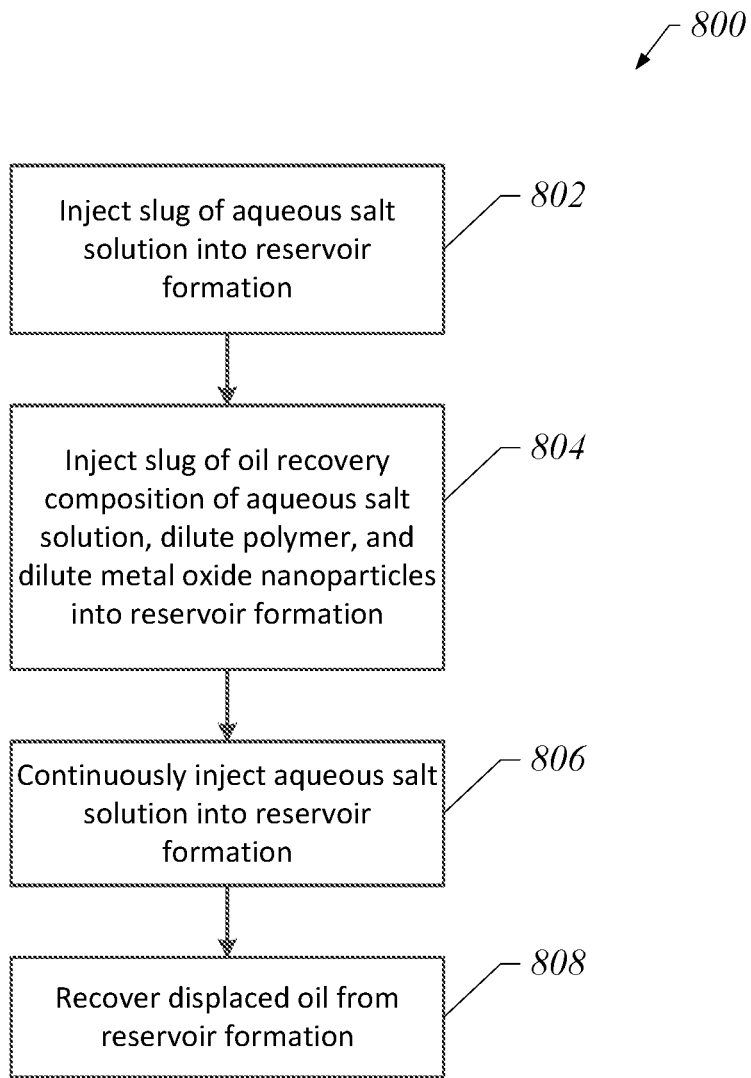 800
Inject slug of aqueous salt
solution into reservoir
formation
802
Inject slug of oil recovery
composition of aqueous salt
solution, dilute polymer, and
dilute metal oxide nanoparticles
into reservoir formation
804
Continuously inject aqueous salt
solution into reservoir
formation
806
Recover displaced oil from
reservoir formation
808